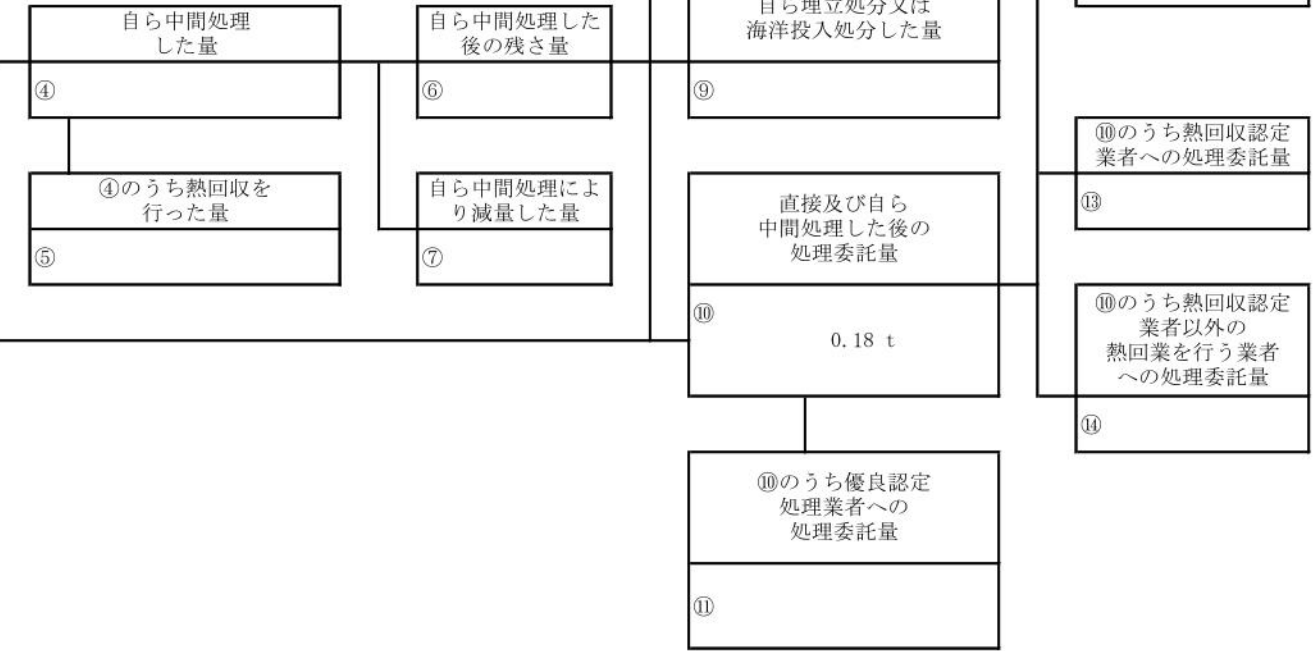 自ら中間処理
した量
④
自ら中間処理した
後の残さ量
⑥
自ら埋立処分又は
海洋投入処分した量
⑨
⑩のうち熱回収認定
業者への処理委託量
⑬
④のうち熱回収を
行った量
⑤
自ら中間処理によ
り減量した量
⑦
直接及び自ら
中間処理した後の
処理委託量
⑩
0.18 t
⑩のうち熱回収認定
業者以外の
熱回業を行う業者
への処理委託量
⑭
⑩のうち優良認定
処理業者への
処理委託量
⑪